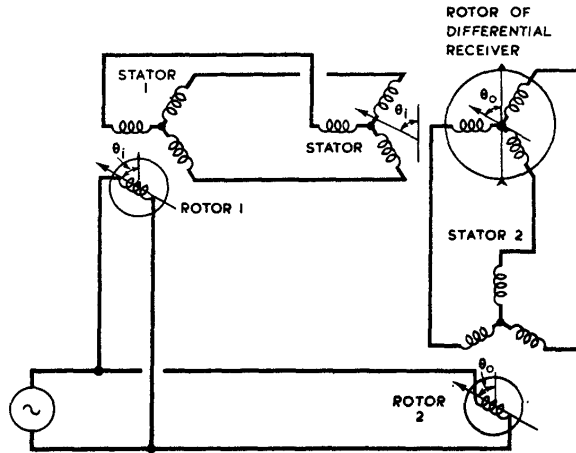 ROTOR OF
DIFFERENTIAL
RECEIVER
STATOR
1
θo
θi
STATOR
θi
ROTOR 1
STATOR 2
θo
ROTOR
2
~